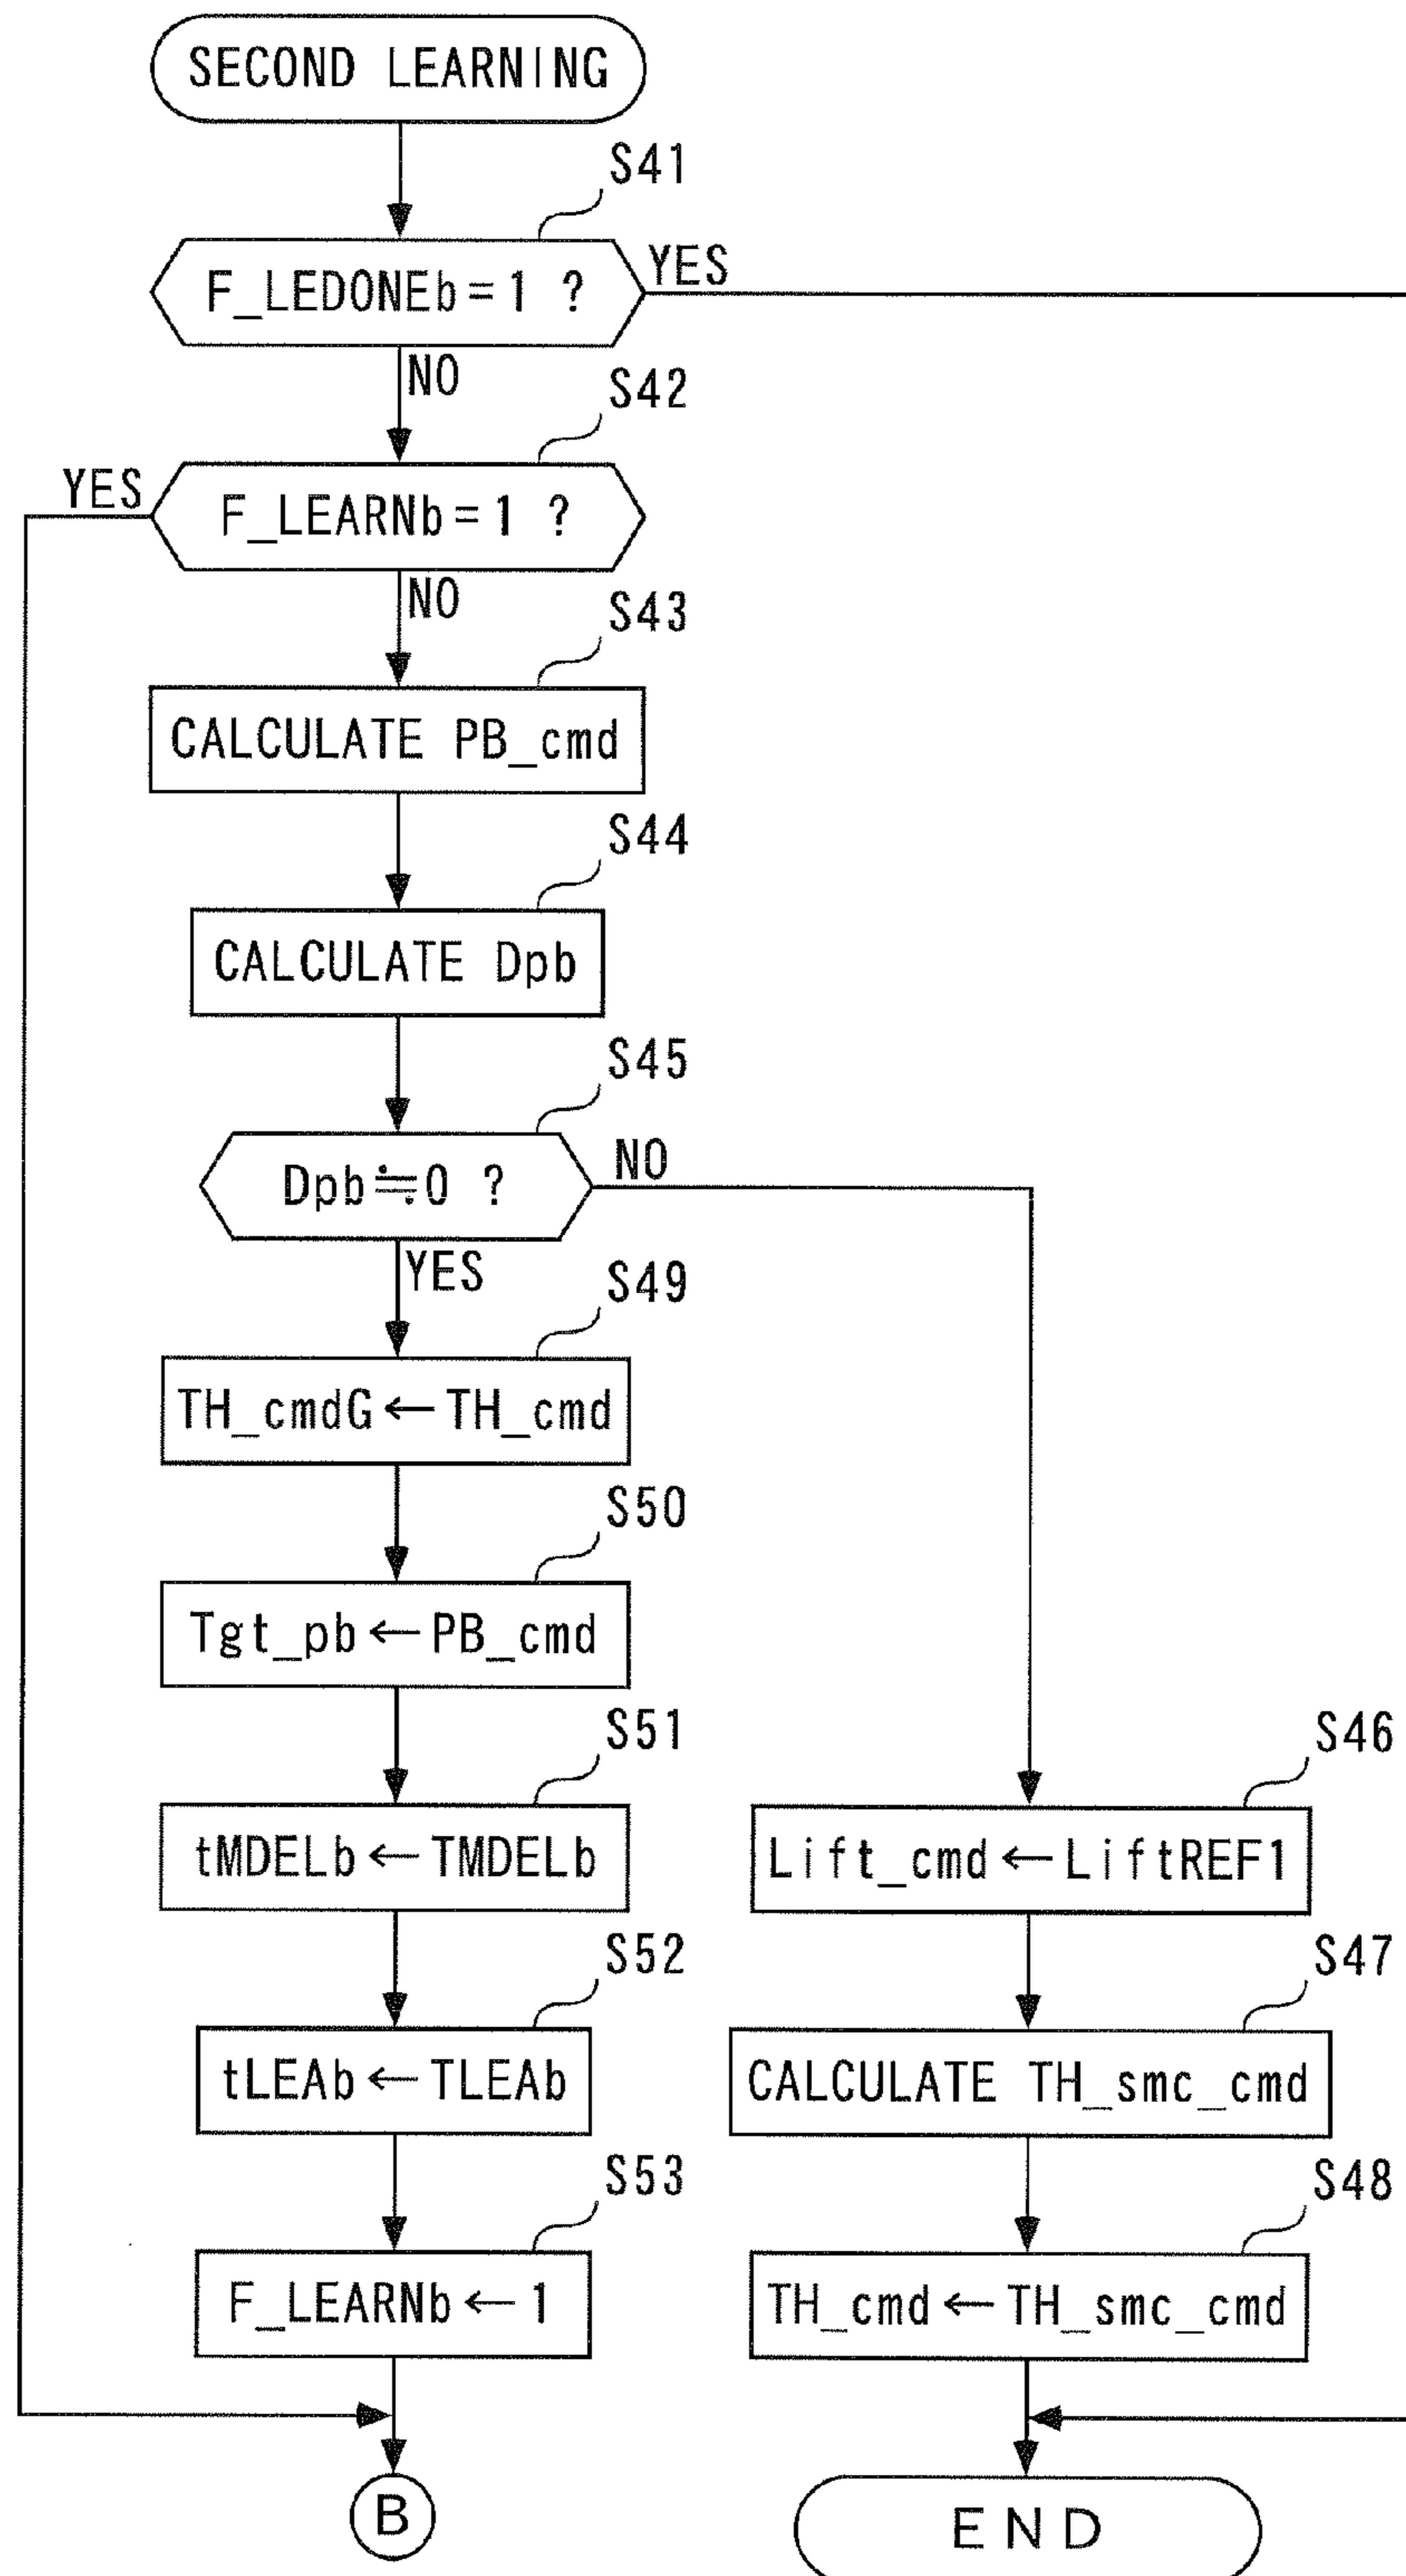 SECOND LEARNING
S41
F_LEDONEb=1 ?
YES
NO
S42
YES
F_LEARNb=1 ?
NO
S43
CALCULATE PB_cmd
S44
CALCULATE Dpb
S45
Dpb≒0 ?
NO
YES
S49
TH_cmdG←TH_cmd
S50
Tgt_pb←PB_cmd
S51
tMDELb←TMDELb
S46
Lift_cmd←LiftREF1
S52
tLEAb←TLEAb
S47
CALCULATE TH_smc_cmd
S53
F_LEARNb←1
S48
TH_cmd←TH_smc_cmd
B
END